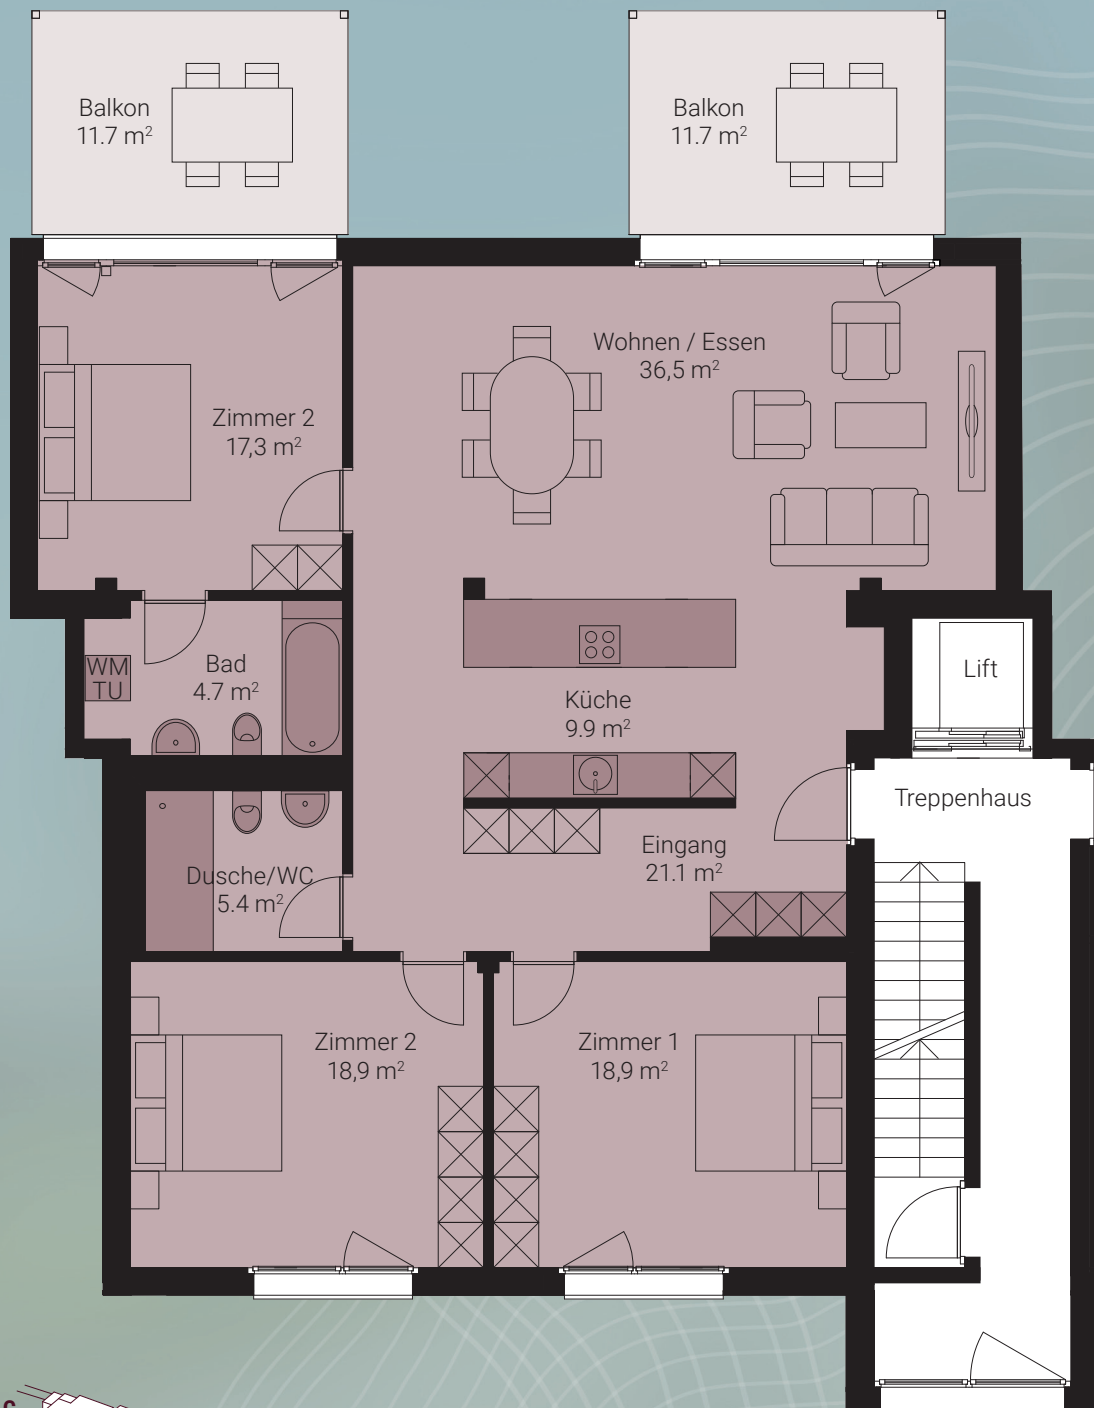 Balkon
11.7 m²
Balkon
11.7 m²
Wohnen / Essen
36,5 m²
Zimmer 2
17,3 m²
WM
TU
Bad
4.7 m²
Küche
9.9 m²
Lift
Treppenhaus
Eingang
21.1 m²
Dusche/WC
5.4 m²
Zimmer 2
18,9 m²
Zimmer 1
18,9 m²